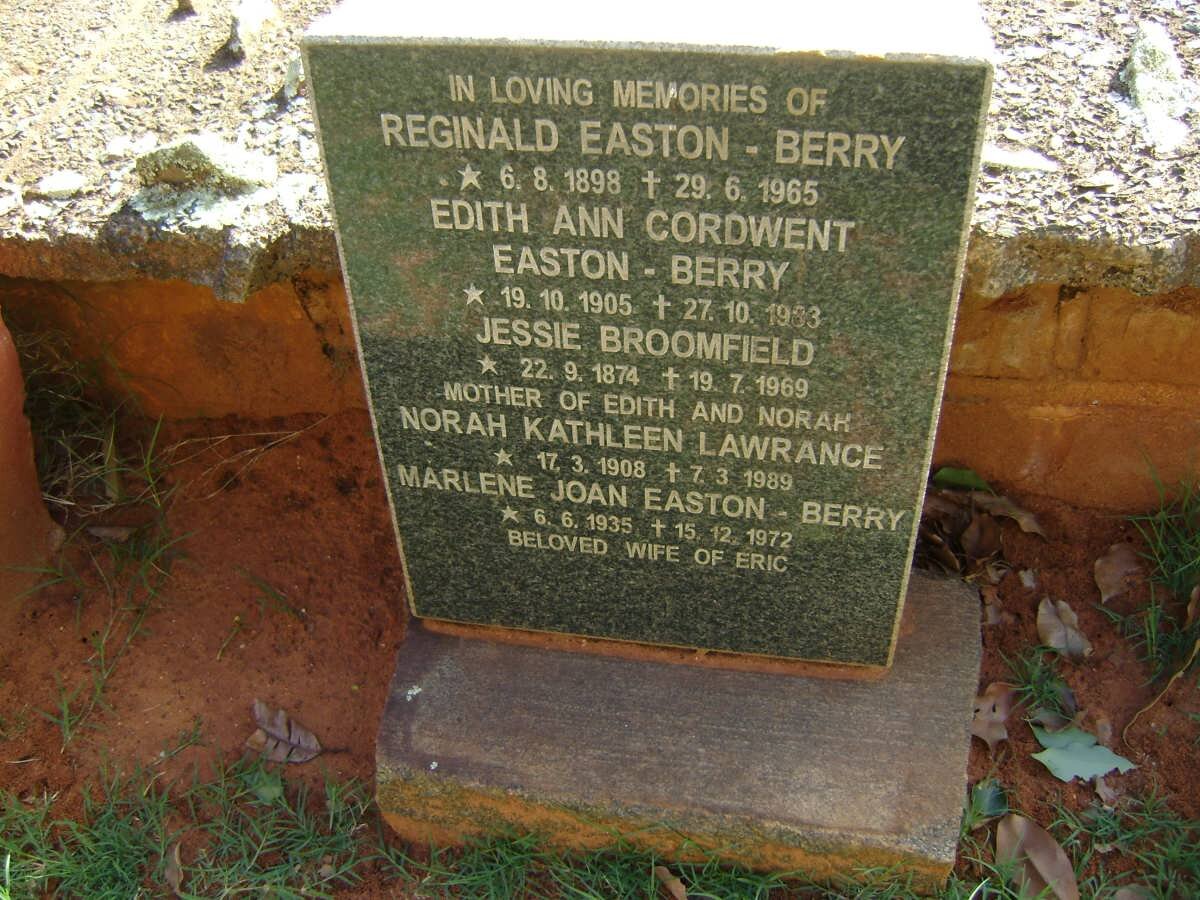 IN LOVING MEMORIES OF
REGINALD EASTON - BERRY
★ 6. 8. 1898 † 29. 6. 1965
EDITH ANN CORDWENT
EASTON - BERRY
★ 19. 10. 1905 † 27. 10. 1983
JESSIE BROOMFIELD
★ 22. 9. 1874 † 19. 7. 1969
MOTHER OF EDITH AND NORAH
NORAH KATHLEEN LAWRANCE
★ 17. 3. 1908 † 7. 3 1989
MARLENE JOAN EASTON - BERRY
★ 6. 6. 1935 † 15. 12. 1972
BELOVED WIFE OF ERIC